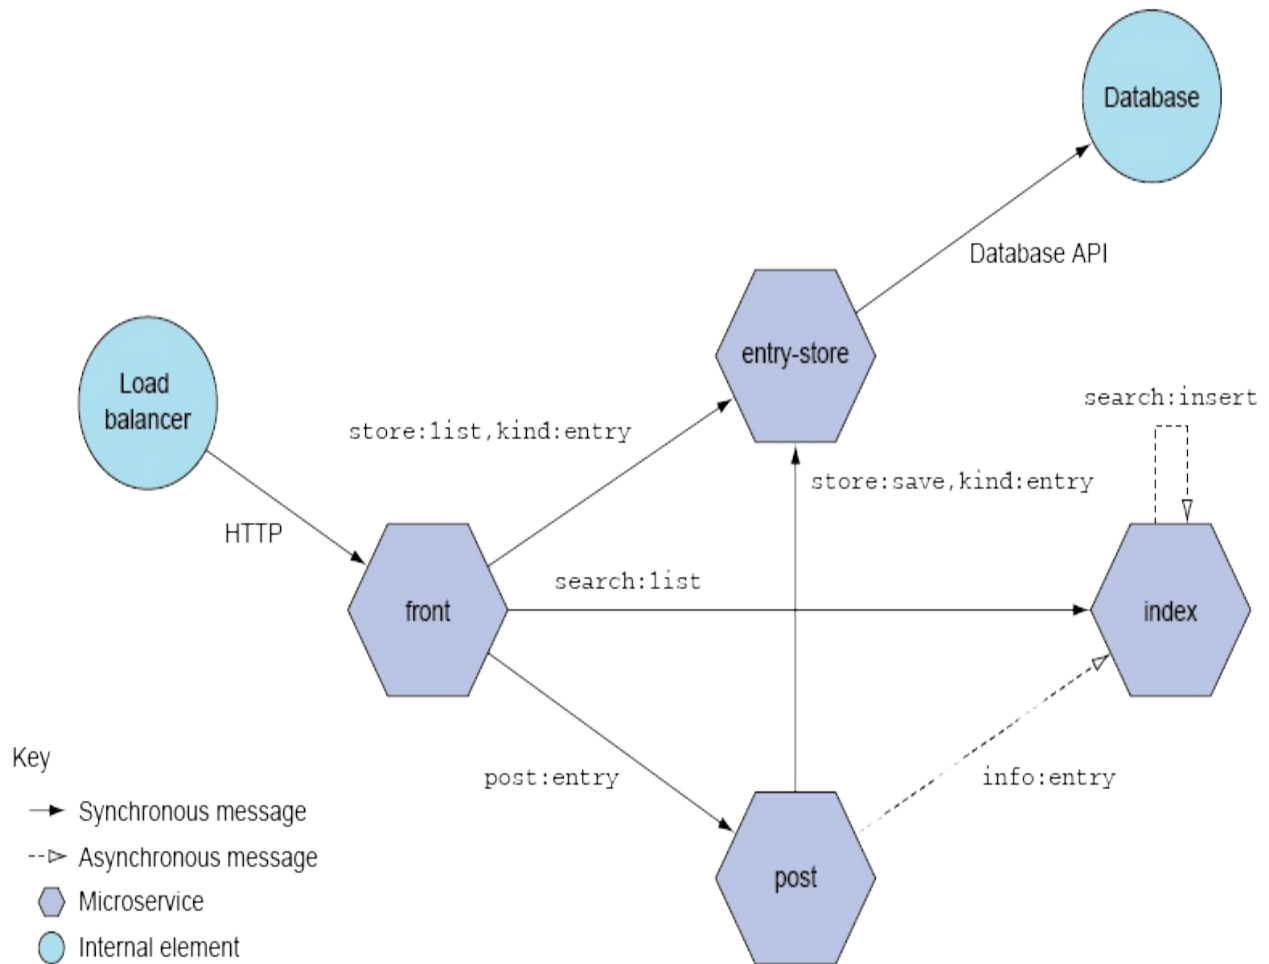 Database
Database API
entry-store
Load
balancer
search:insert
store:list,kind:entry
store:save,kind:entry
HTTP
search:list
front
index
Key
post:entry
info:entry
Synchronous message
Asynchronous message
post
Microservice
Internal element